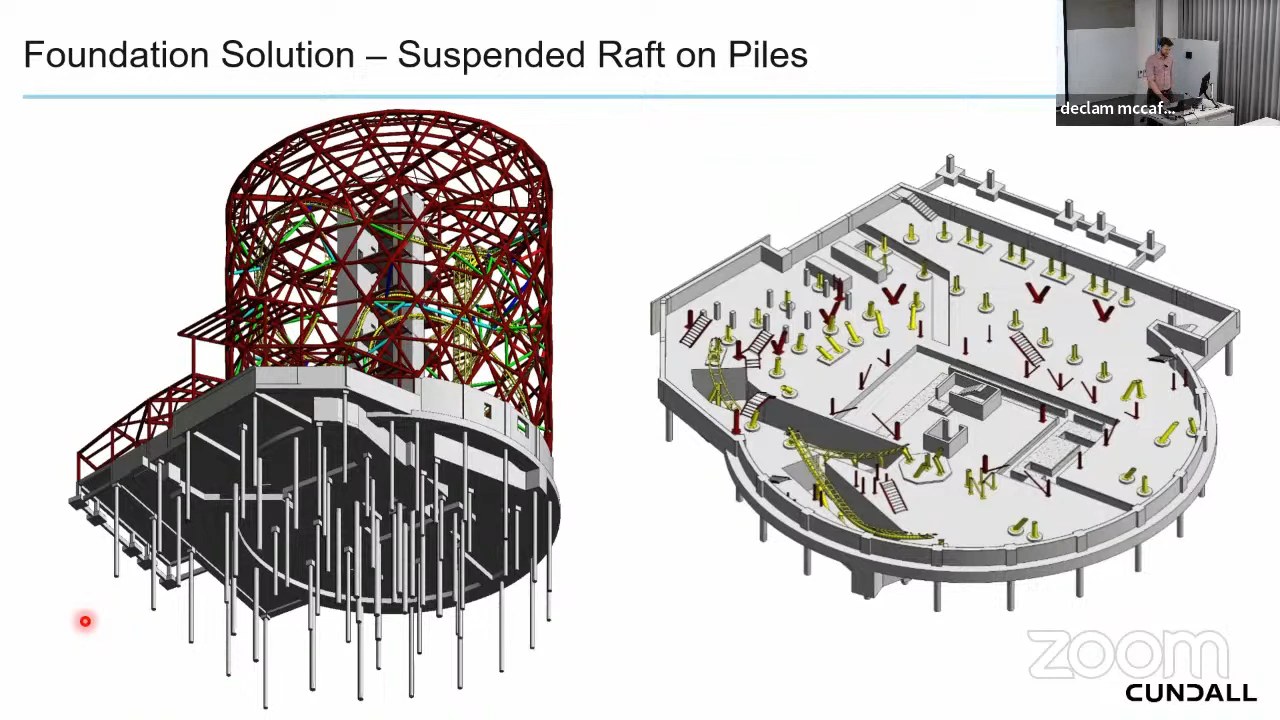 Foundation Solution – Suspended Raft on Piles
declam mccaf...
zoom
CUNDALL